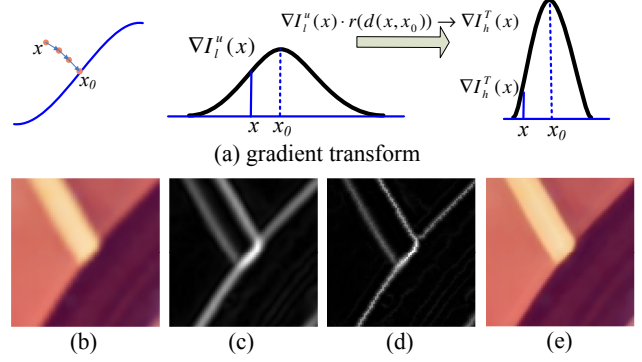 x
x₀
∇I_l^u(x)
x x₀
∇I_l^u(x) · r(d(x, x₀)) → ∇I_h^T(x)
∇I_h^T(x)
x x₀
(a) gradient transform
(b) (c) (d) (e)